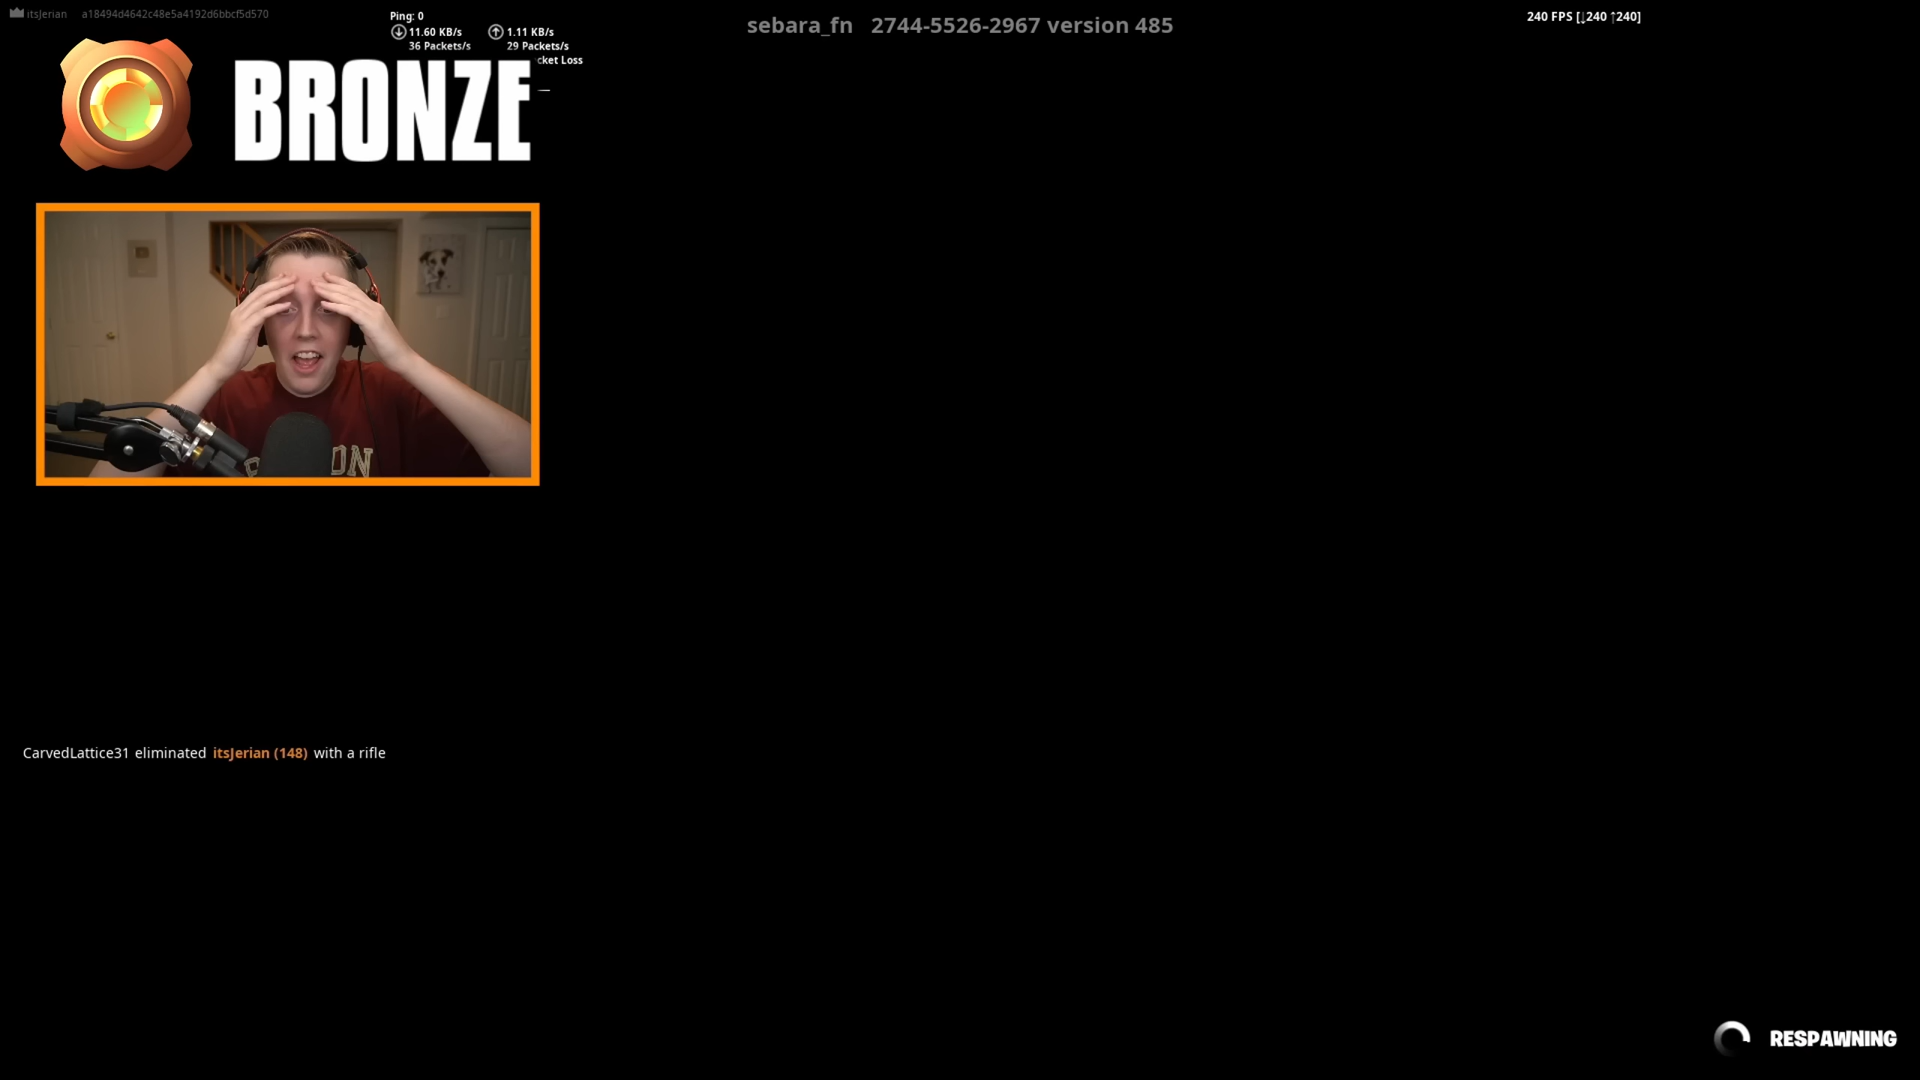 itsJerian a18494d4642c48e5a4192d6bbcf5d570
Ping: 0
11.60 KB/s 1.11 KB/s
36 Packets/s 29 Packets/s
cket Loss
sebara_fn 2744-5526-2967 version 485
240 FPS [↓240 ↑240]
BRONZE
CarvedLattice31 eliminated itsJerian (148) with a rifle
RESPAWNING